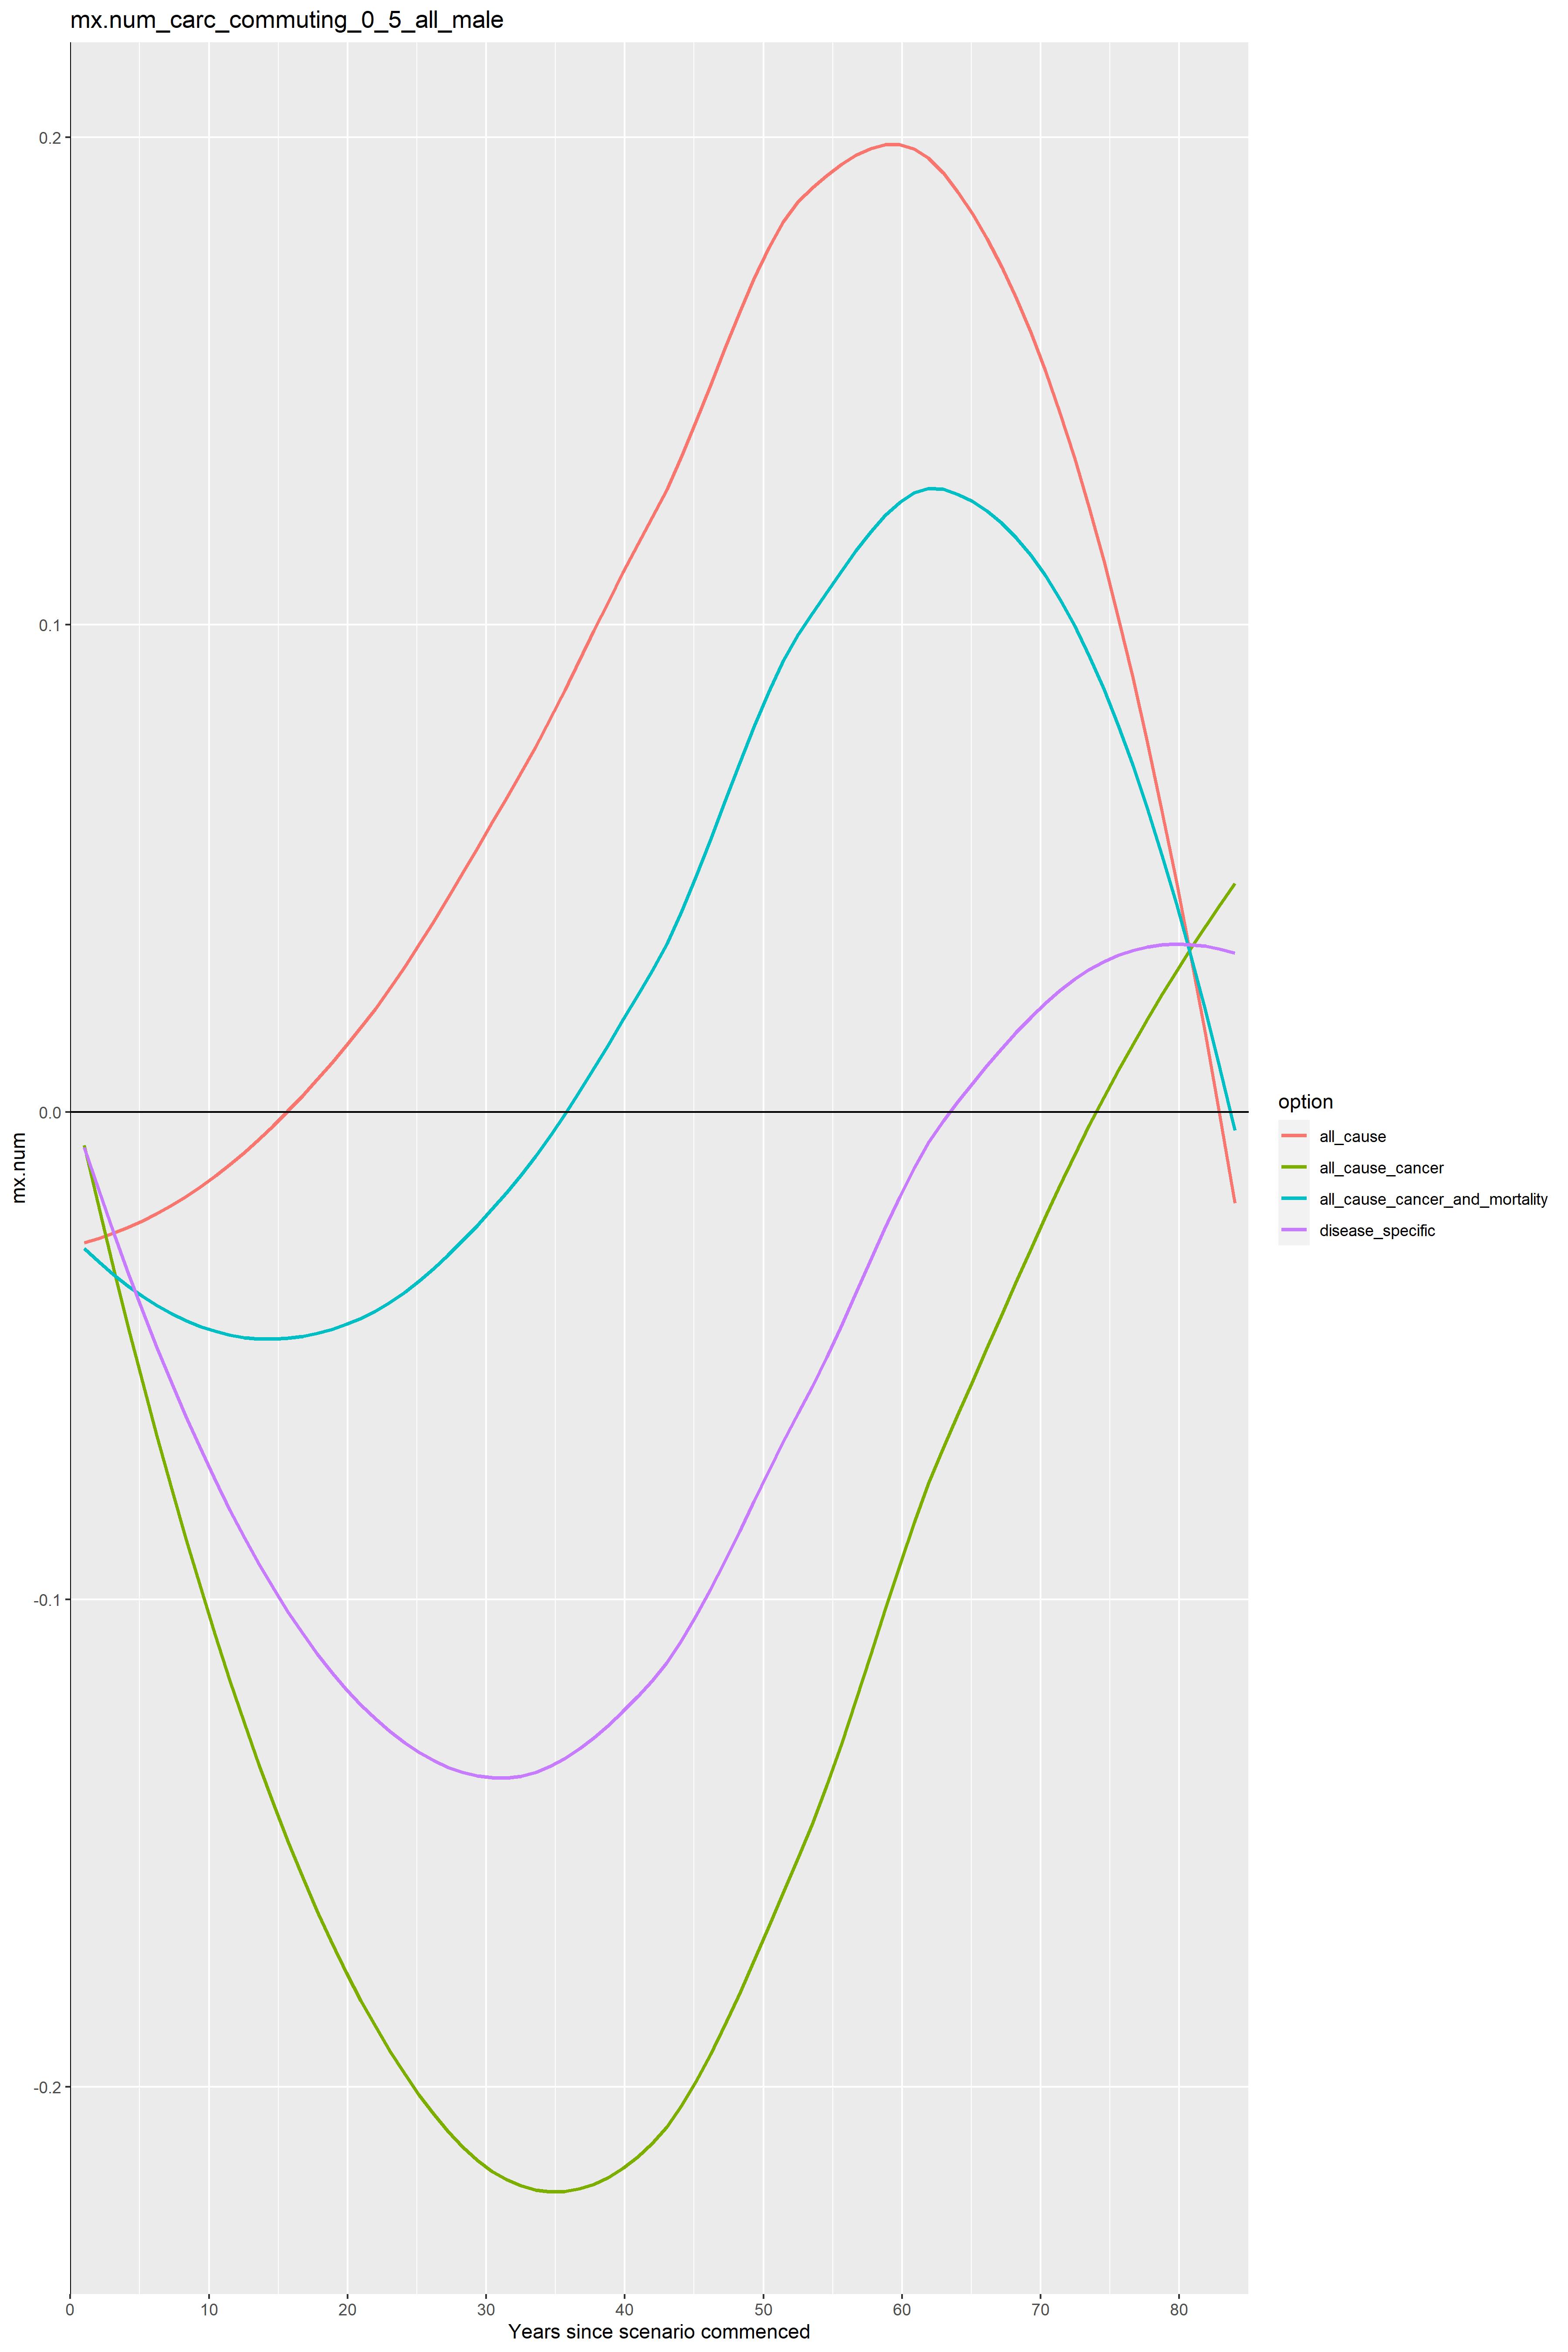 mx.num_carc_commuting_0_5_all_male
0.2
0.1
0.0
-0.1
-0.2
mx.num
0 10 20 30 40 50 60 70 80
Years since scenario commenced
option
all_cause
all_cause_cancer
all_cause_cancer_and_mortality
disease_specific